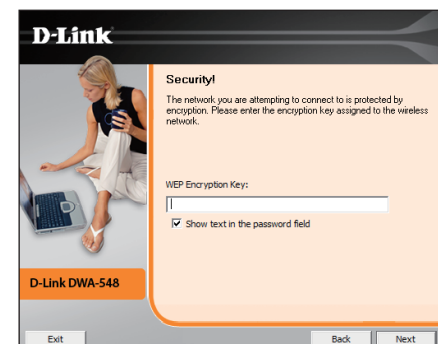 D-Link
Security!
The network you are attempting to connect to is protected by
encryption. Please enter the encryption key assigned to the wireless
network.
WEP Encryption Key:
Show text in the password field
D-Link DWA-548
Exit
Back
Next